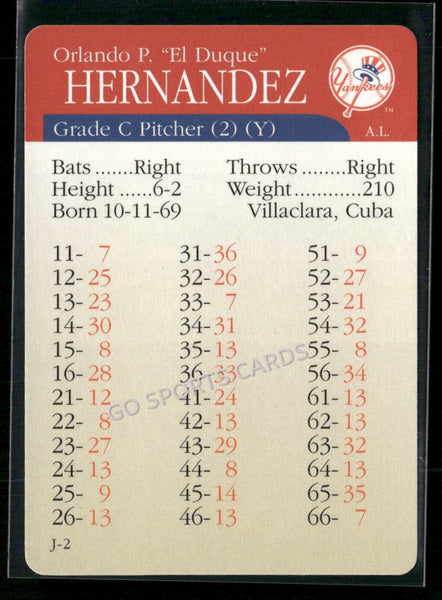 Orlando P. “El Duque”
HERNANDEZ
Yankees
TM
Grade C Pitcher (2) (Y)
A.L.
Bats .......Right Throws ........Right
Height ......6-2 Weight ...........210
Born 10-11-69 Villaclara, Cuba
11- 7 31-36 51- 9
12-25 32-26 52-27
13-23 33- 7 53-21
14-30 34-31 54-32
15- 8 35-13 55- 8
16-28 36-33 56-34
21-12 41-24 61-13
22- 8 42-13 62-13
23-27 43-29 63-32
24-13 44- 8 64-13
25- 9 45-14 65-35
26-13 46-13 66- 7
J-2
GO SPORTS CARDS